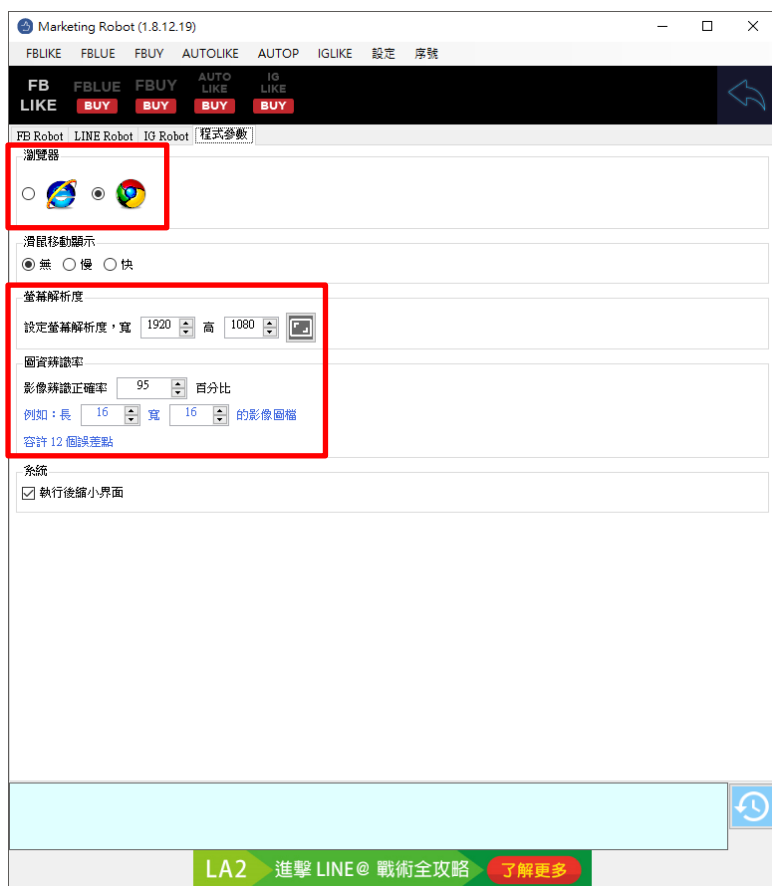 Marketing Robot (1.8.12.19)
FBLIKE FBLUE FBUY AUTOLIKE AUTOP IGLIKE 設定 序號
FB LIKE
FBLUE BUY
FBUY BUY
AUTO LIKE BUY
IG LIKE BUY
FB Robot LINE Robot IG Robot 程式參數
瀏覽器
滑鼠移動顯示
無 慢 快
螢幕解析度
設定螢幕解析度，寬 1920 高 1080
圖資辨識率
影像辨識正確率 95 百分比
例如：長 16 寬 16 的影像圖檔
容許 12 個誤差點
系統
執行後縮小界面
LA2 進擊 LINE@ 戰術全攻略 了解更多